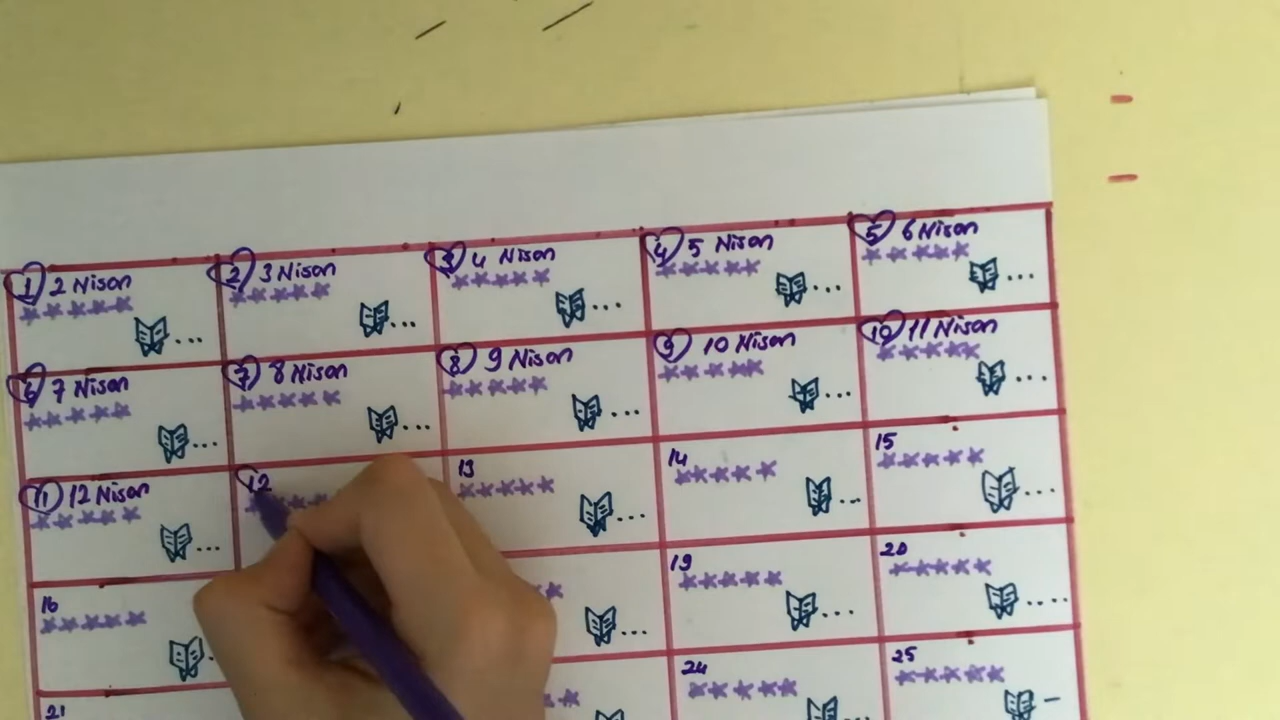 1 2 Nisan
2 3 Nisan
3 4 Nisan
4 5 Nisan
5 6 Nisan
6 7 Nisan
7 8 Nisan
8 9 Nisan
9 10 Nisan
10 11 Nisan
11 12 Nisan
12
13
14
15
16
19
20
21
24
25